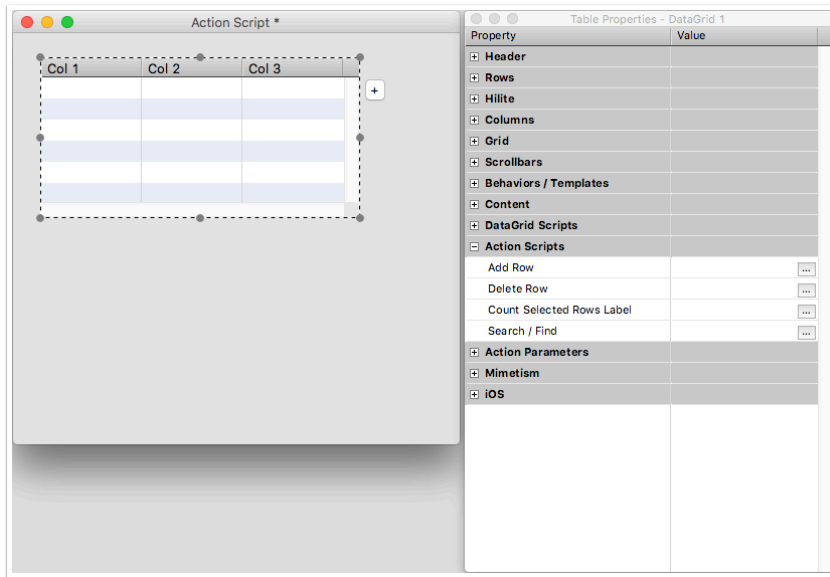 Action Script *
Col 1 Col 2 Col 3
+
Table Properties - DataGrid 1
Property Value
Header
Rows
Hilite
Columns
Grid
Scrollbars
Behaviors / Templates
Content
DataGrid Scripts
Action Scripts
Add Row ...
Delete Row ...
Count Selected Rows Label ...
Search / Find ...
Action Parameters
Mimetism
iOS